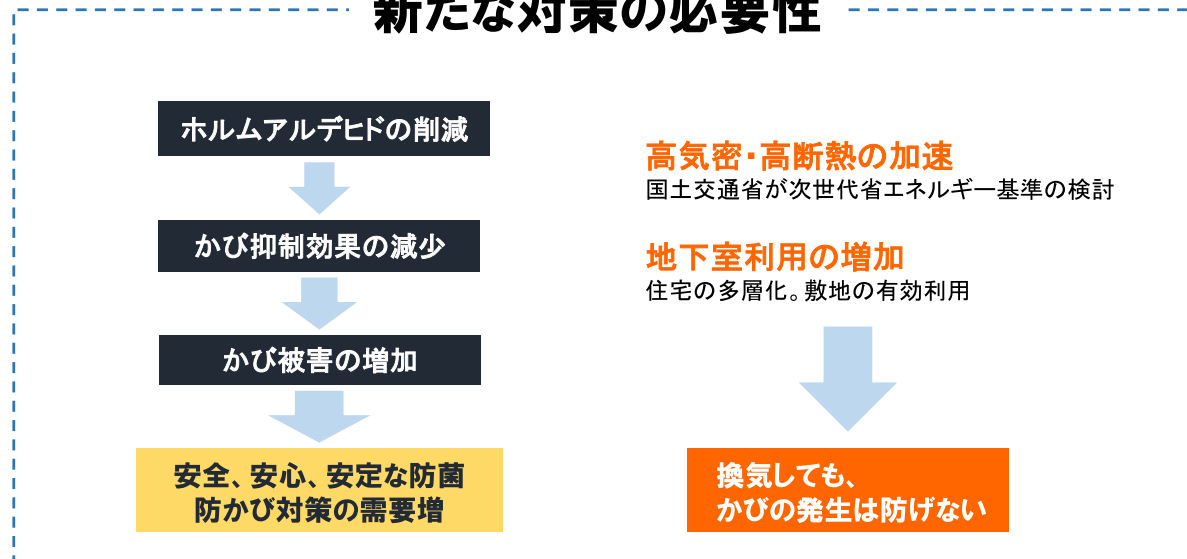 新たな対策の必要性
ホルムアルデヒドの削減
かび抑制効果の減少
かび被害の増加
安全、安心、安定な防菌
防かび対策の需要増
高気密・高断熱の加速
国土交通省が次世代省エネルギー基準の検討
地下室利用の増加
住宅の多層化。敷地の有効利用
換気しても、
かびの発生は防げない